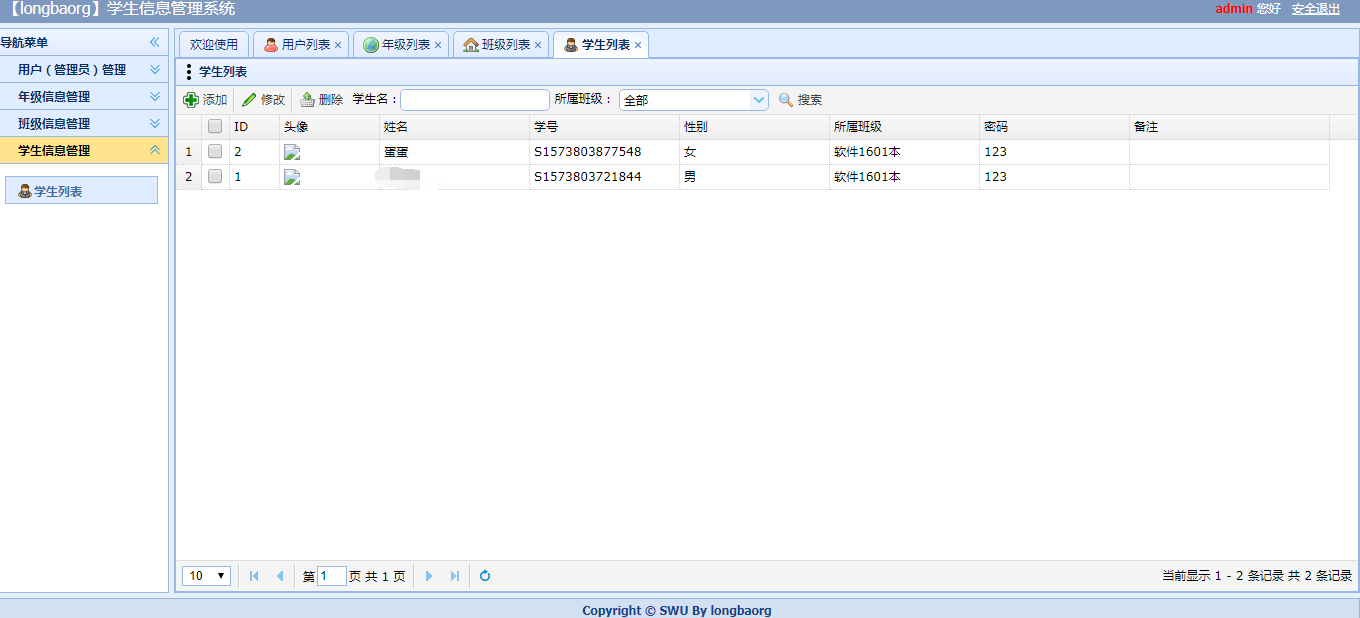 【longbaorg】学生信息管理系统
admin 您好 安全退出
导航菜单
用户（管理员）管理
年级信息管理
班级信息管理
学生信息管理
学生列表
欢迎使用 用户列表 年级列表 班级列表 学生列表
学生列表
添加 修改 删除 学生名： 所属班级： 全部 搜索
ID 头像 姓名 学号 性别 所属班级 密码 备注
1 2 蛋蛋 S1573803877548 女 软件1601本 123
2 1 S1573803721844 男 软件1601本 123
10 第 1 页 共 1 页
当前显示 1 - 2 条记录 共 2 条记录
Copyright © SWU By longbaorg